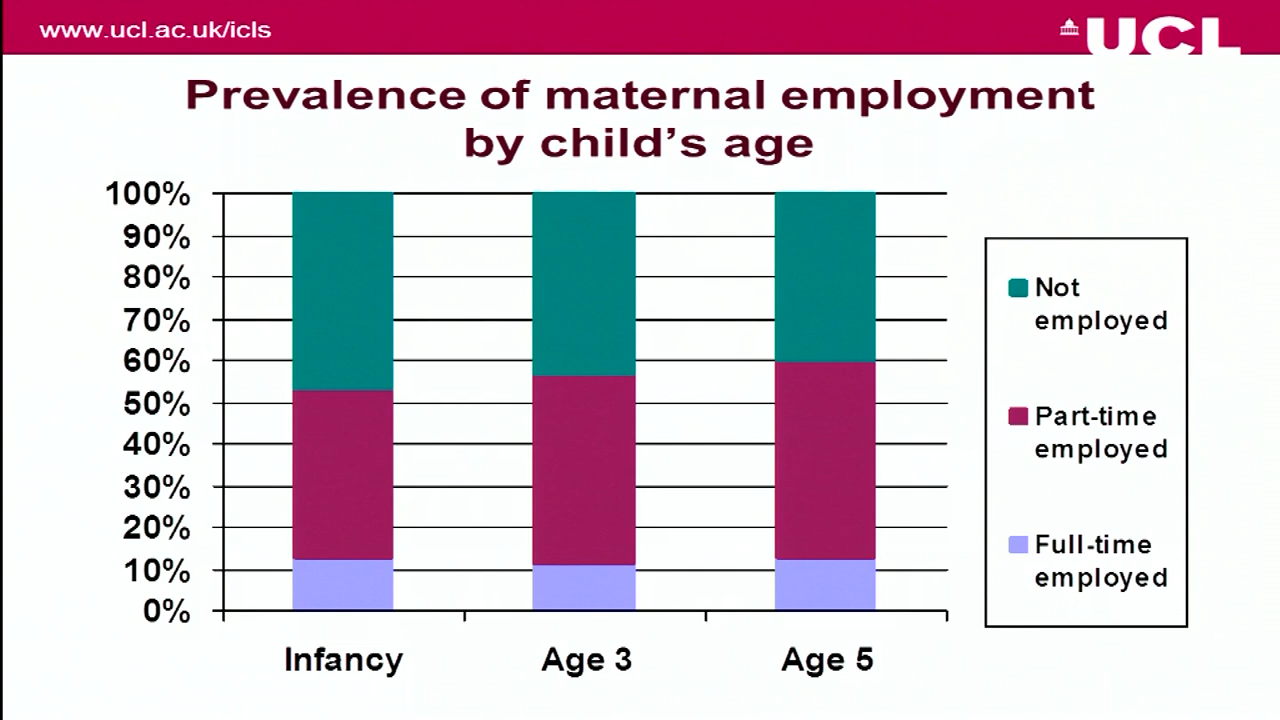 www.ucl.ac.uk/icls
UCL
Prevalence of maternal employment
by child's age
100%
90%
80%
70%
60%
50%
40%
30%
20%
10%
0%
Infancy
Age 3
Age 5
Not
employed
Part-time
employed
Full-time
employed